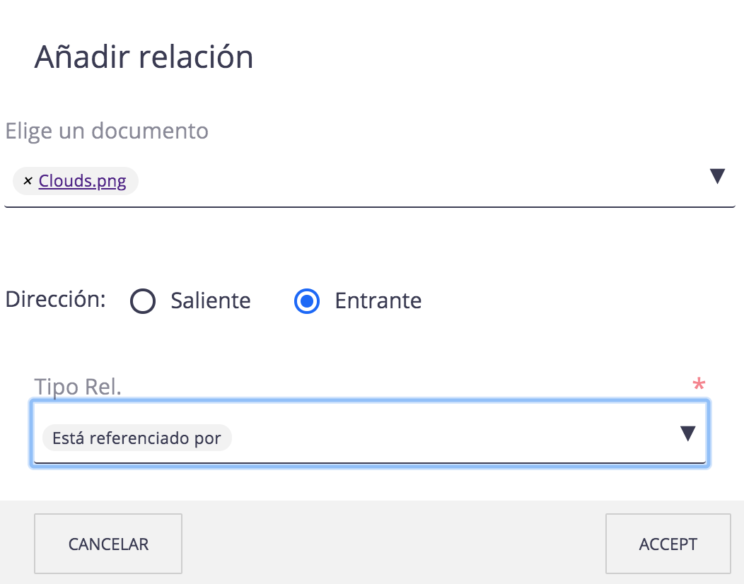 Añadir relación
Elige un documento
× Clouds.png ▼
Dirección: Saliente Entrante
Tipo Rel. *
Está referenciado por ▼
CANCELAR ACCEPT